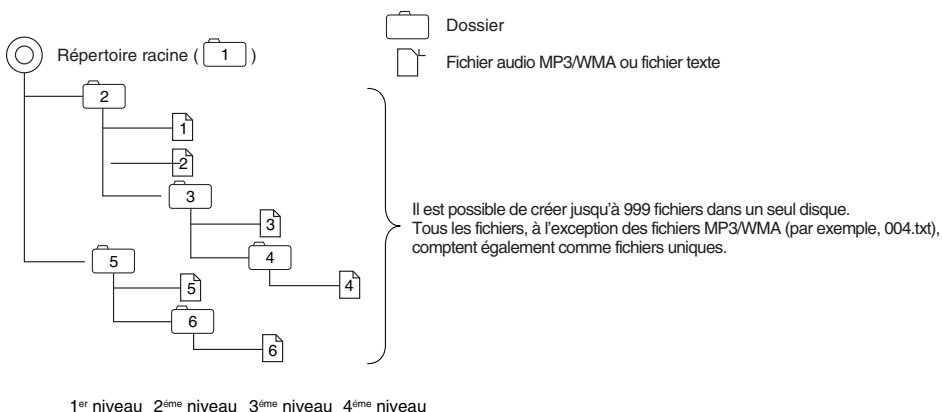 Dossier
Répertoire racine ( 1 )
Fichier audio MP3/WMA ou fichier texte
2
1
2
3
3
4
5
4
5
6
6
Il est possible de créer jusqu'à 999 fichiers dans un seul disque.
Tous les fichiers, à l'exception des fichiers MP3/WMA (par exemple, 004.txt),
comptent également comme fichiers uniques.
1er niveau 2éme niveau 3éme niveau 4éme niveau